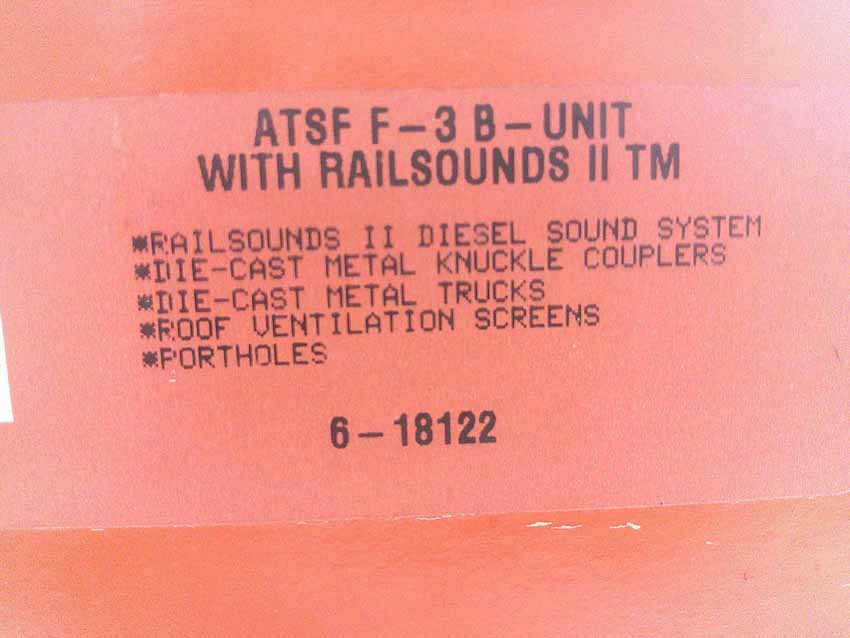 ATSF F-3 B-UNIT
WITH RAILSOUNDS II TM
*RAILSOUNDS II DIESEL SOUND SYSTEM
*DIE-CAST METAL KNUCKLE COUPLERS
*DIE-CAST METAL TRUCKS
*ROOF VENTILATION SCREENS
*PORTHOLES
6-18122